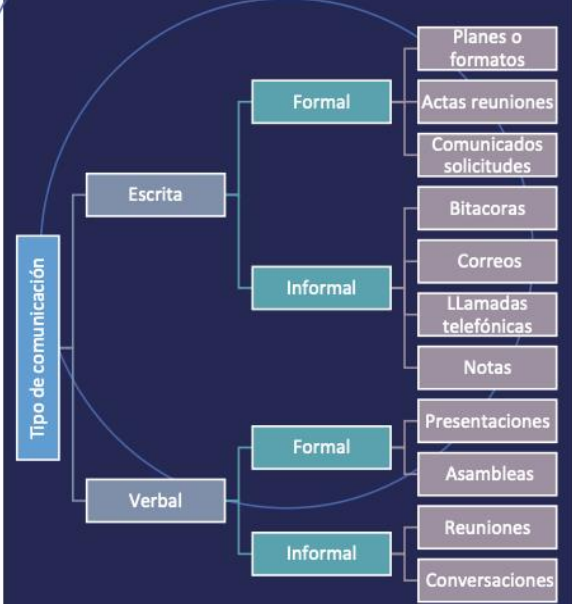 Tipo de comunicación
Escrita
Formal
Planes o
formatos
Actas reuniones
Comunicados
solicitudes
Informal
Bitacoras
Correos
LLamadas
telefónicas
Notas
Verbal
Formal
Presentaciones
Asambleas
Informal
Reuniones
Conversaciones